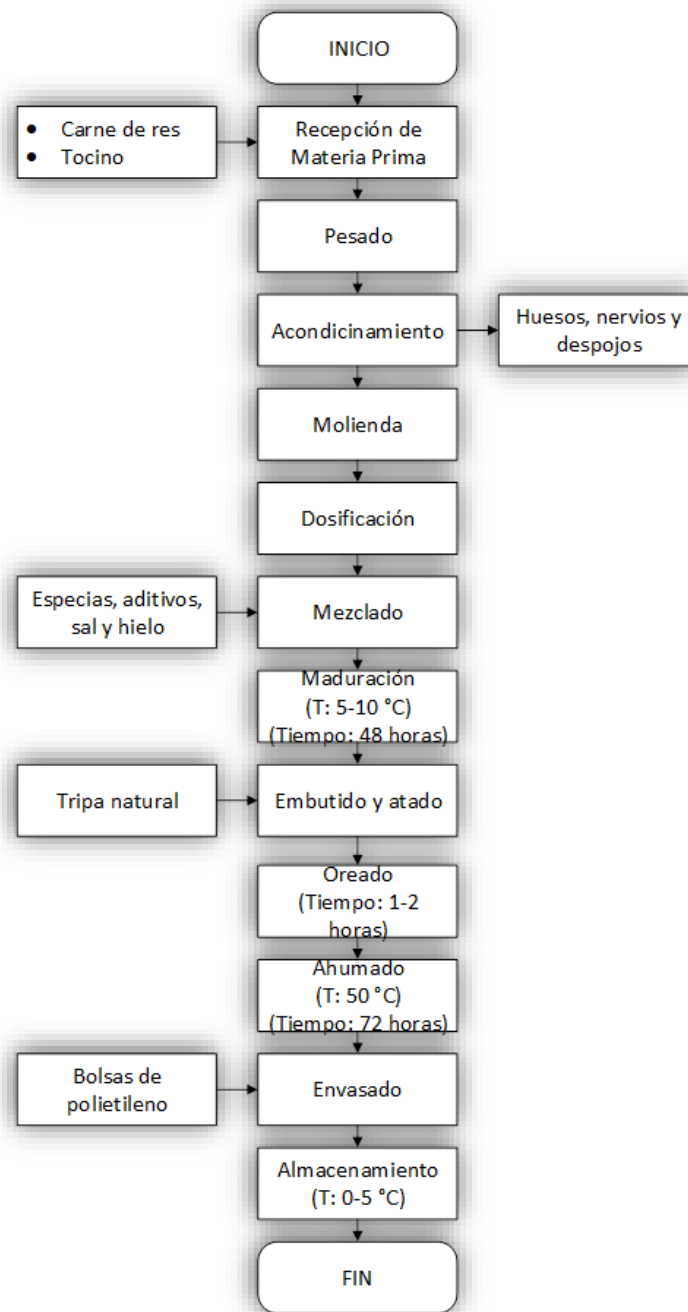 INICIO
• Carne de res
• Tocino
Recepción de
Materia Prima
Pesado
Acondicinamiento
Huesos, nervios y
despojos
Molienda
Dosificación
Especias, aditivos,
sal y hielo
Mezclado
Maduración
(T: 5-10 °C)
(Tiempo: 48 horas)
Tripa natural
Embutido y atado
Oreado
(Tiempo: 1-2
horas)
Ahumado
(T: 50 °C)
(Tiempo: 72 horas)
Bolsas de
polietileno
Envasado
Almacenamiento
(T: 0-5 °C)
FIN